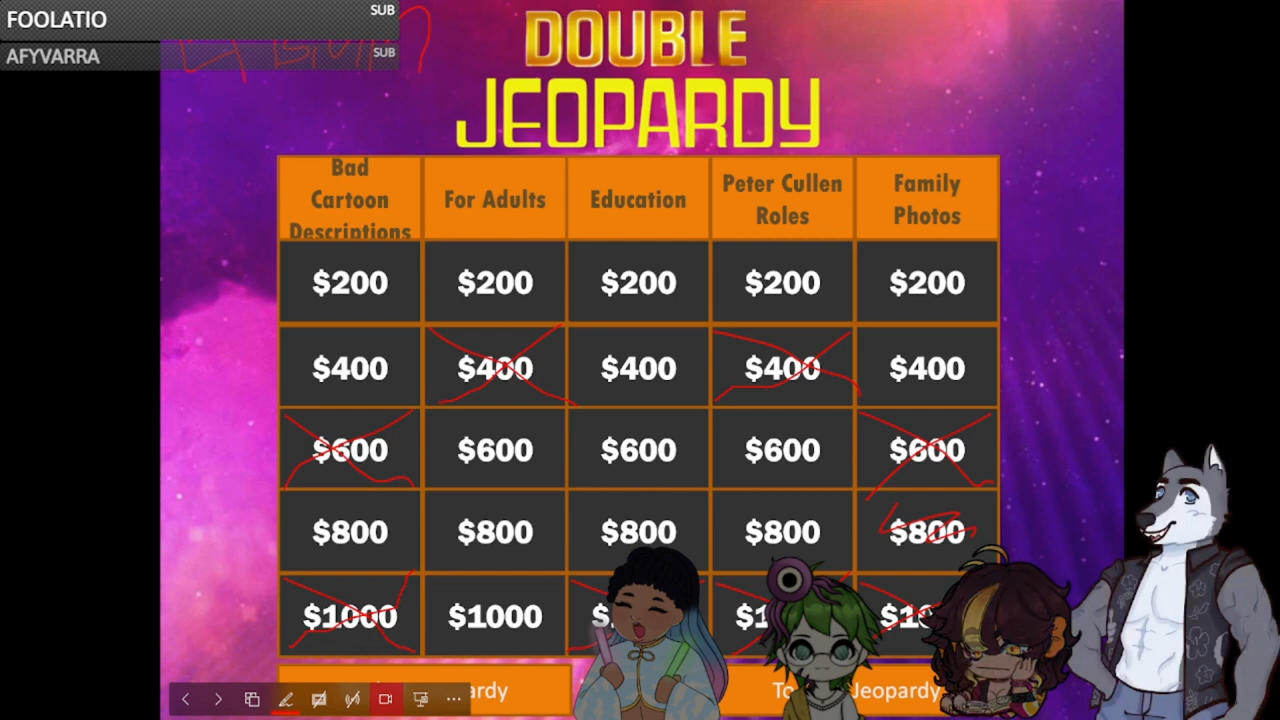 FOOLATIO SUB
AFYVARRA SUB
DOUBLE
JEOPARDY
Bad Cartoon Descriptions
For Adults
Education
Peter Cullen Roles
Family Photos
$200 $200 $200 $200 $200
$400 $400 $400 $400 $400
$600 $600 $600 $600 $600
$800 $800 $800 $800 $800
$1000 $1000
To Jeopardy